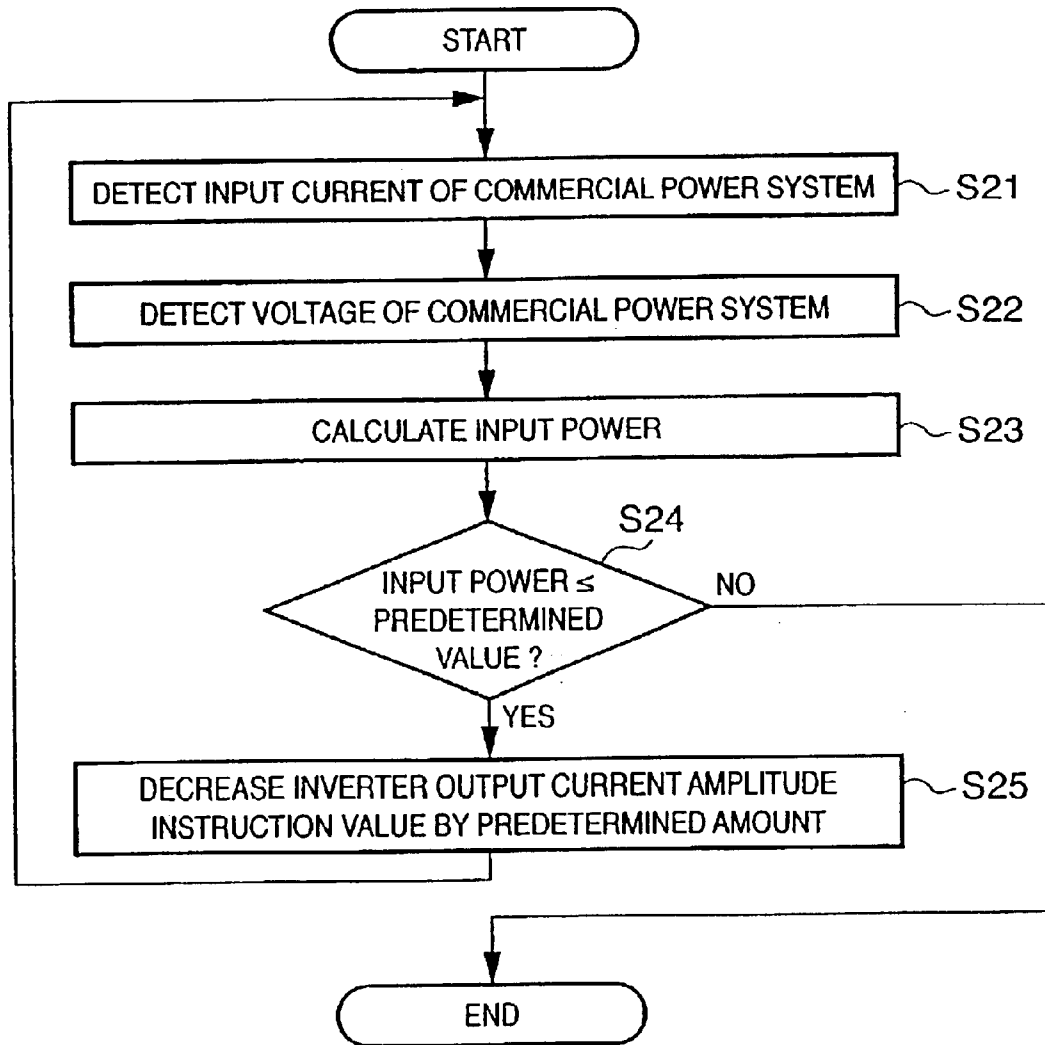 START
DETECT INPUT CURRENT OF COMMERCIAL POWER SYSTEM
S21
DETECT VOLTAGE OF COMMERCIAL POWER SYSTEM
S22
CALCULATE INPUT POWER
S23
S24
INPUT POWER ≤
PREDETERMINED
VALUE ?
NO
YES
DECREASE INVERTER OUTPUT CURRENT AMPLITUDE
INSTRUCTION VALUE BY PREDETERMINED AMOUNT
S25
END